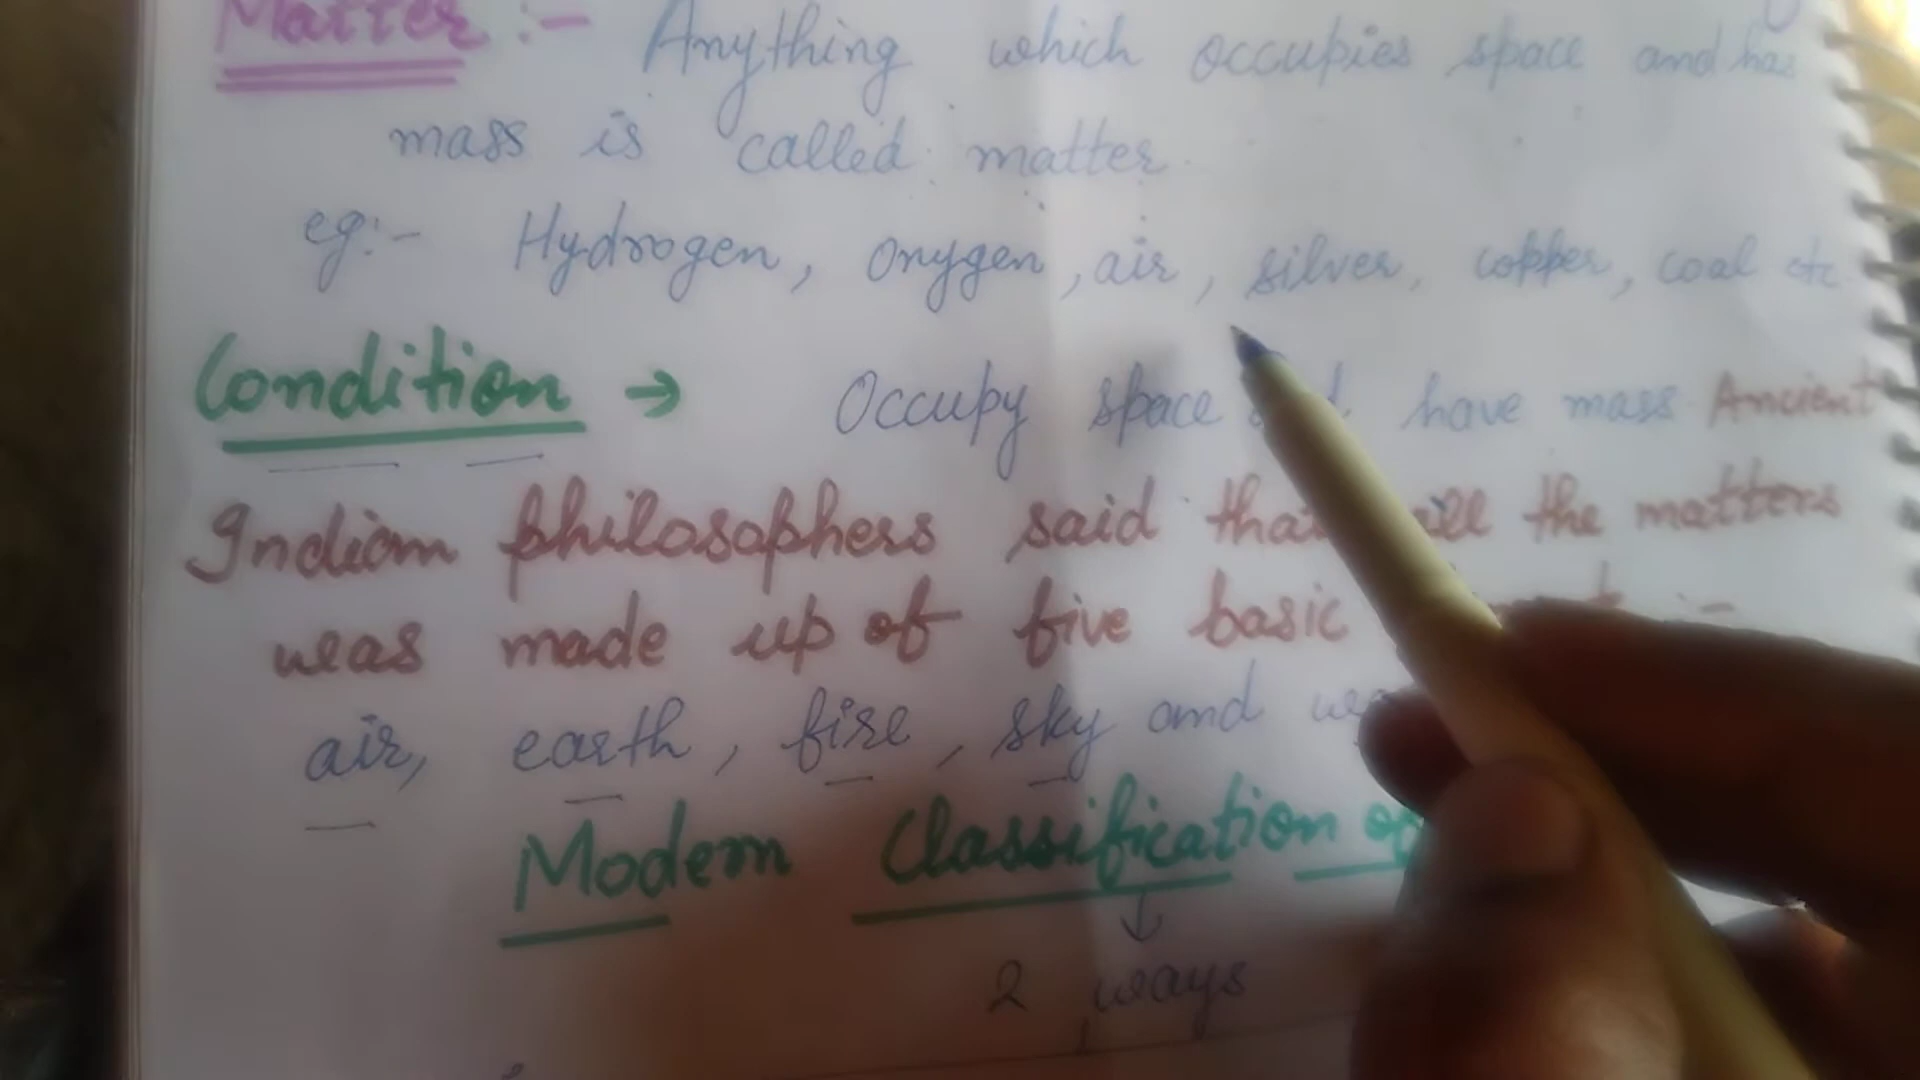 Matter :-  Anything which occupies space and has
mass is called matter
eg:- Hydrogen, Oxygen, air, silver, copper, coal etc
Condition → Occupy space have mass Ancient
Indian philosophers said that all the matters
was made up of five basic :-
air, earth, fire, sky and
Modern Classification of
↓
2 ways